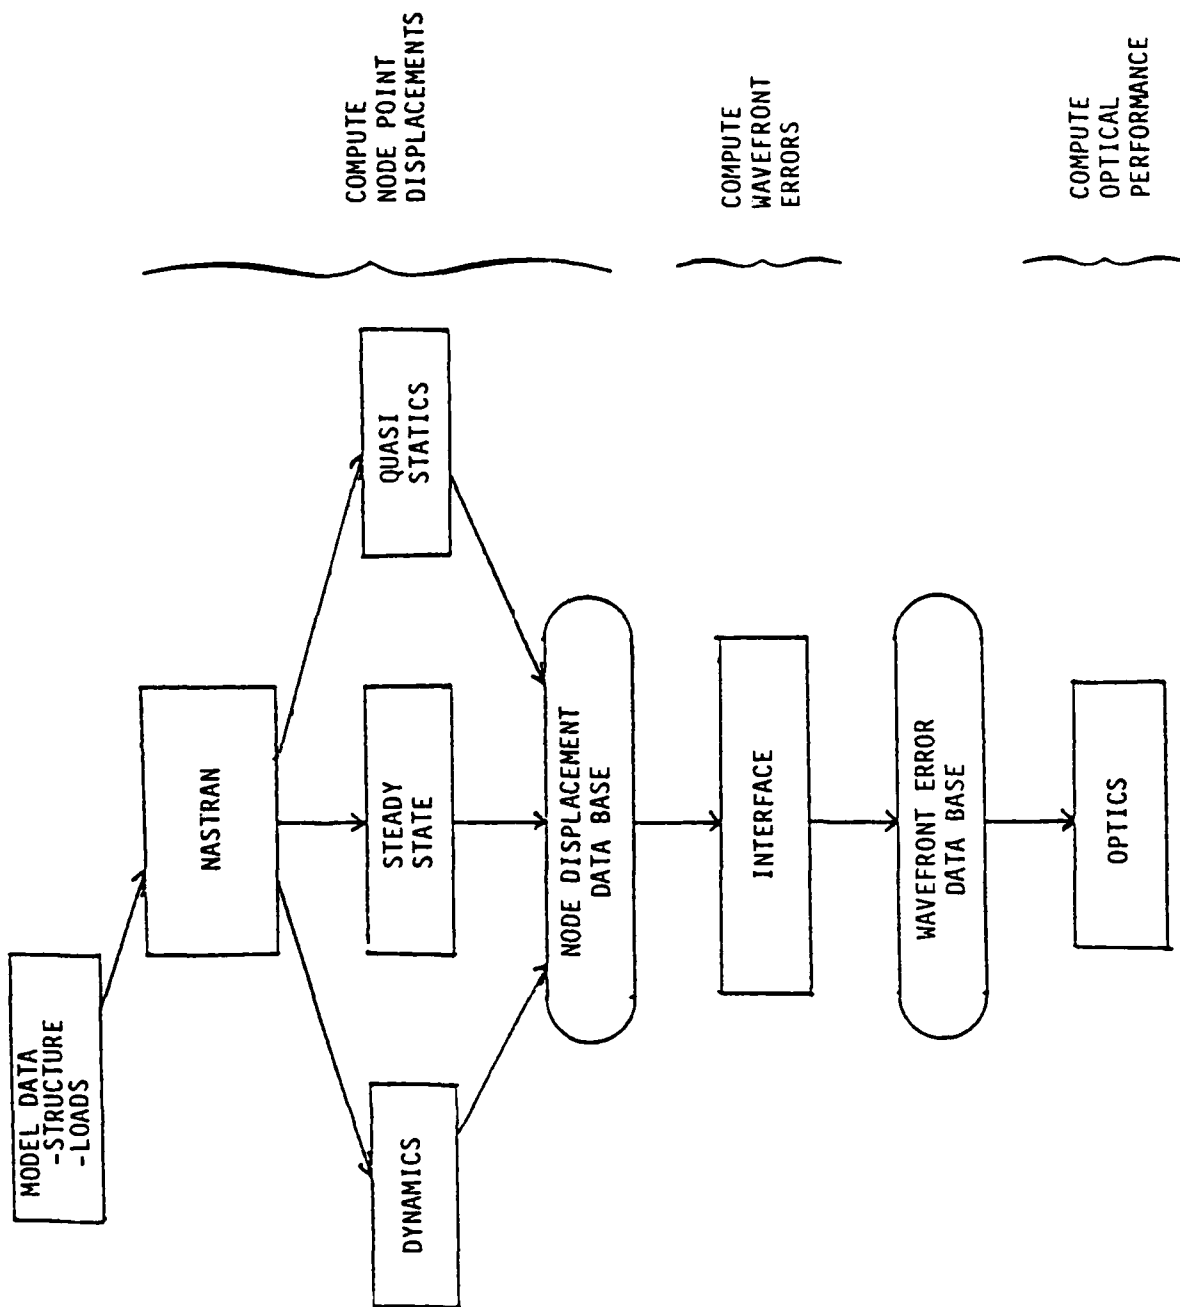 MODEL DATA
-STRUCTURE
-LOADS
NASTRAN
DYNAMICS
STEADY
STATE
QUASI
STATICS
NODE DISPLACEMENT
DATA BASE
INTERFACE
WAVEFRONT ERROR
DATA BASE
OPTICS
COMPUTE
NODE POINT
DISPLACEMENTS
COMPUTE
WAVEFRONT
ERRORS
COMPUTE
OPTICAL
PERFORMANCE